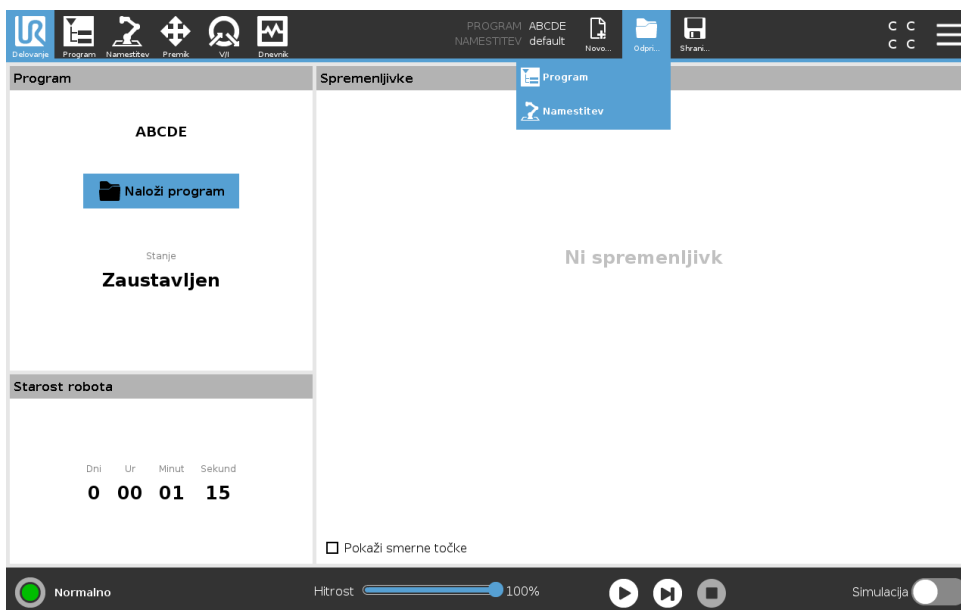 PROGRAM ABCDE
NAMESTITEV default
Delovanje Program Namestitev Premik V/I Dnevnik Novo... Odpri... Shrani...
C C
C C
Program
Namestitev
Program
ABCDE
Naloži program
Stanje
Zaustavljen
Starost robota
Dni Ur Minut Sekund
0 00 01 15
Spremenljivke
Ni spremenljivk
Pokaži smerne točke
Normalno
Hitrost 100%
Simulacija